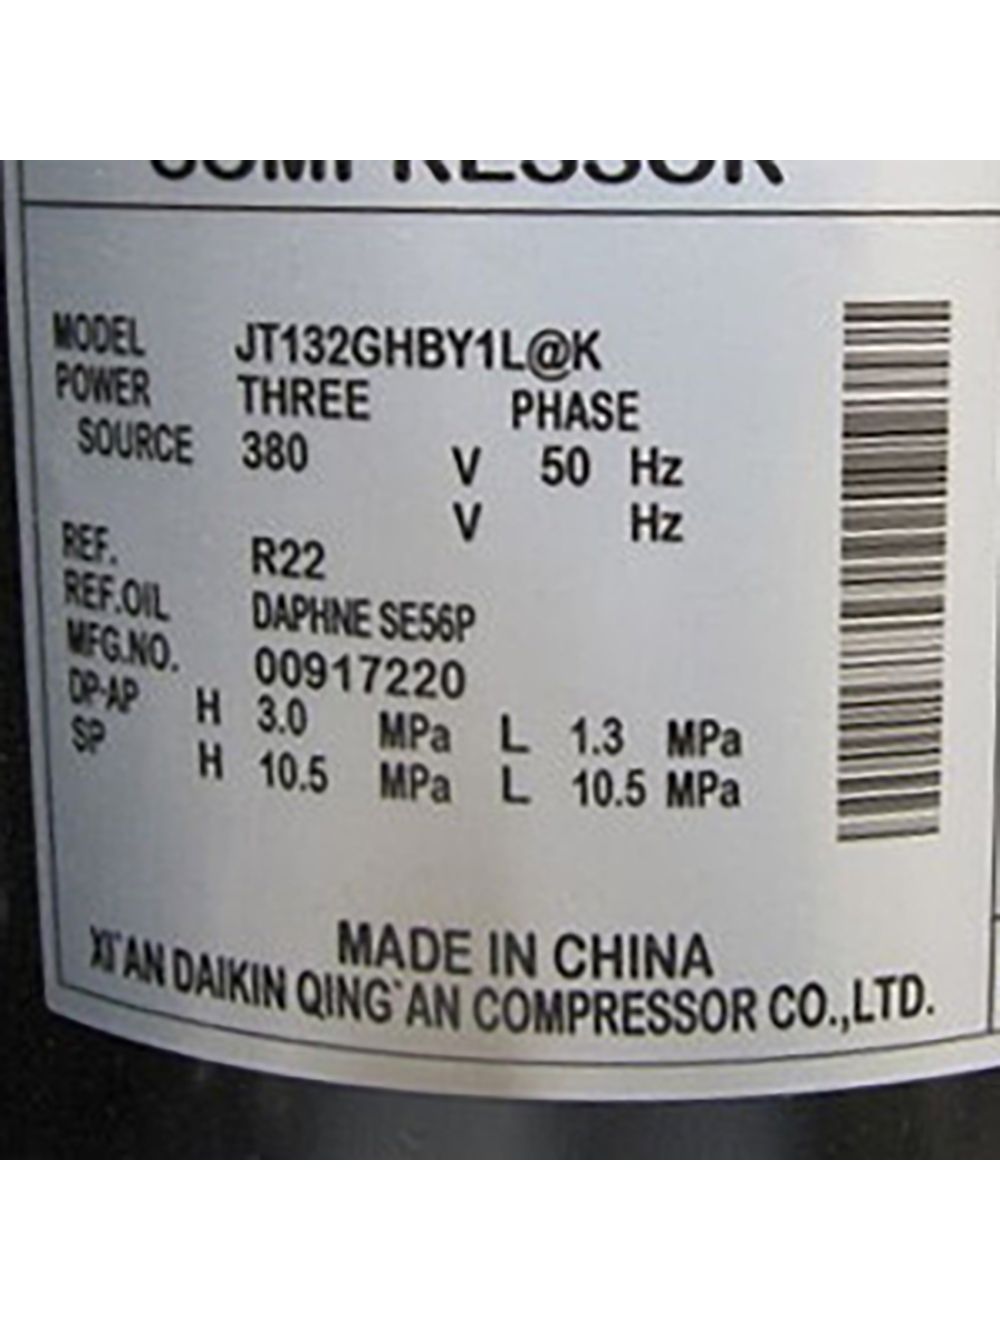 COMPRESSOR
MODEL JT132GHBY1L@K
POWER THREE PHASE
SOURCE 380 V 50 Hz
V Hz
REF. R22
REF.OIL DAPHNE SE56P
MFG.NO. 00917220
DP-AP H 3.0 MPa L 1.3 MPa
SP H 10.5 MPa L 10.5 MPa
MADE IN CHINA
XI'AN DAIKIN QING`AN COMPRESSOR CO.,LTD.